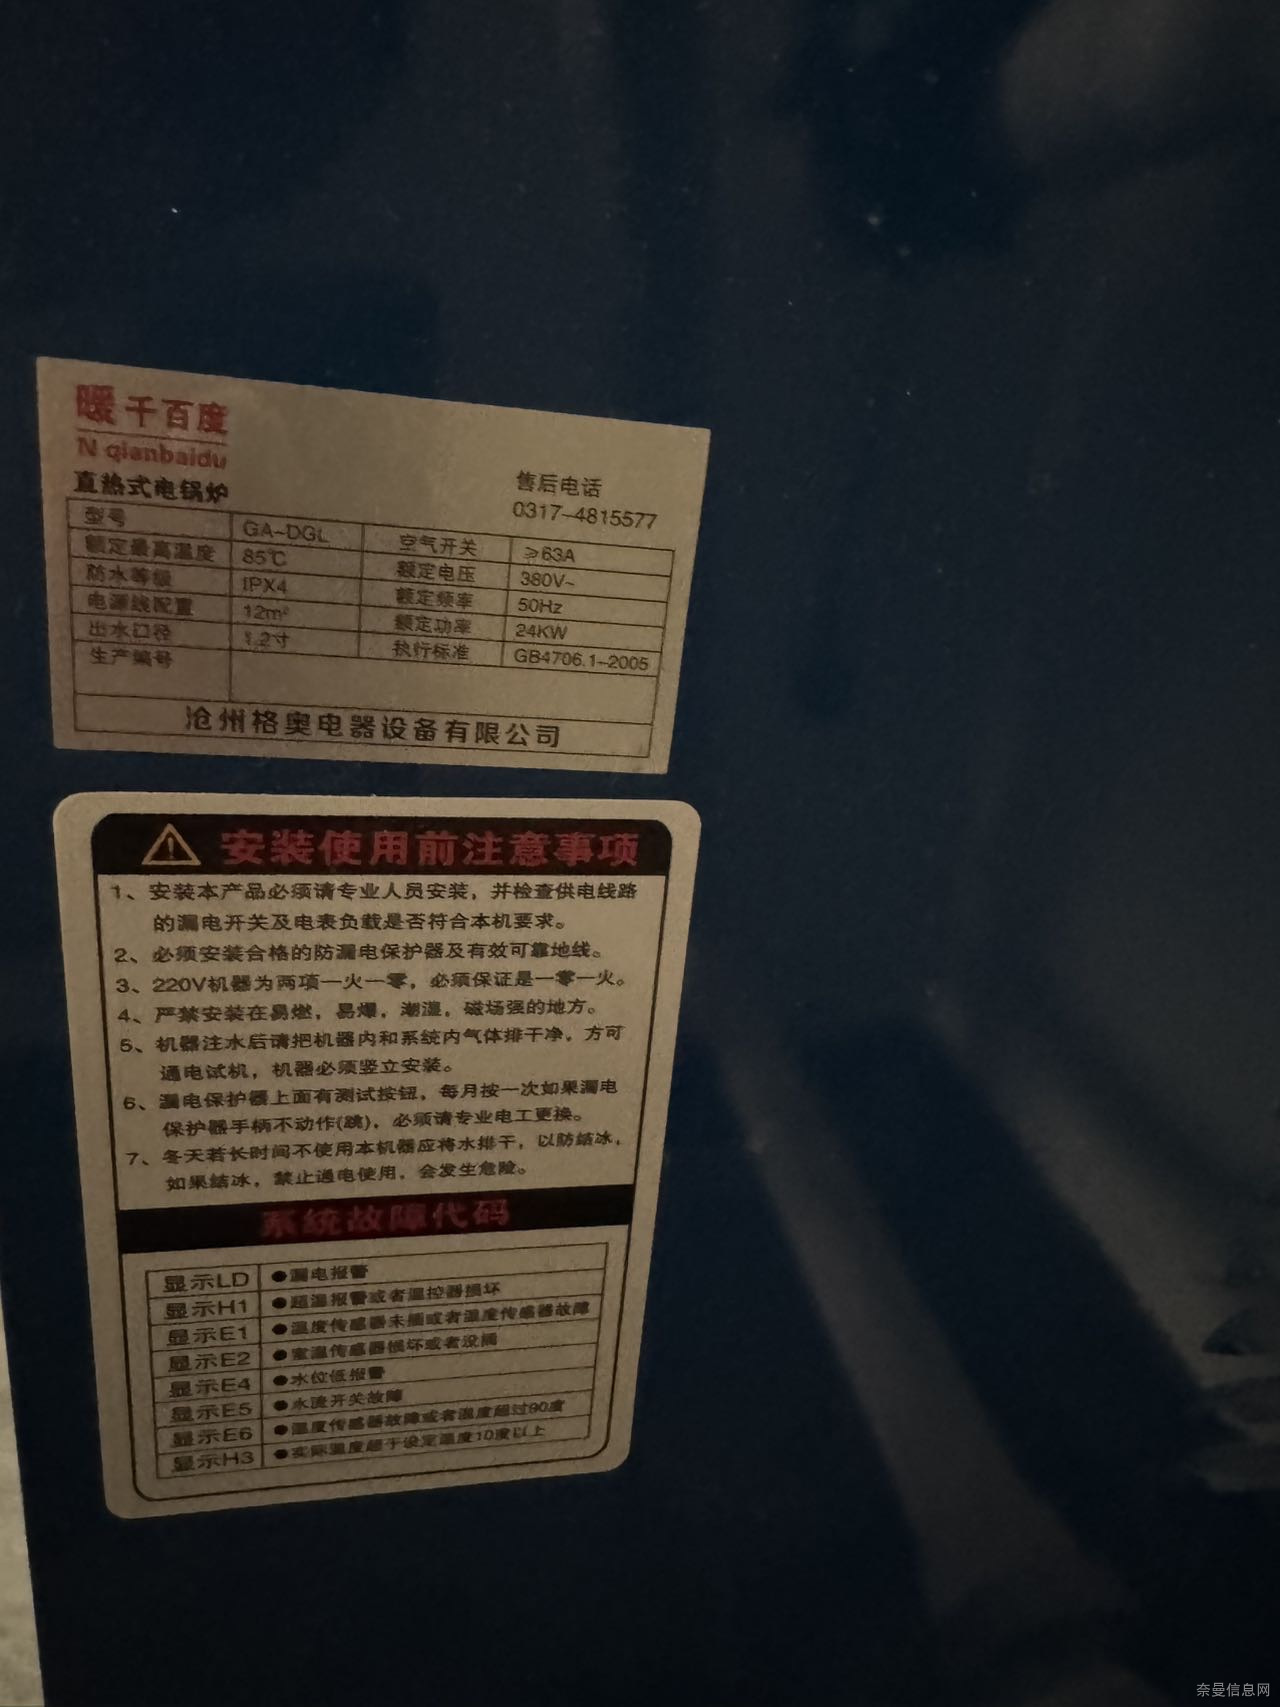 暖千百度
N qianbaidu
直热式电锅炉
售后电话
0317-4815577
型号 GA-DGL 空气开关 ≥63A
额定最高温度 85℃ 额定电压 380V~
防水等级 IPX4 额定频率 50Hz
电源线配置 12m² 额定功率 24KW
出水口径 1.2寸 执行标准 GB4706.1-2005
生产编号
沧州格奥电器设备有限公司
安装使用前注意事项
1、安装本产品必须请专业人员安装，并检查供电线路
的漏电开关及电表负载是否符合本机要求。
2、必须安装合格的防漏电保护器及有效可靠地线。
3、220V机器为两项一火一零，必须保证是一零一火。
4、严禁安装在易燃，易爆，潮湿，磁场强的地方。
5、机器注水后请把机器内和系统内气体排干净，方可
通电试机，机器必须竖立安装。
6、漏电保护器上面有测试按钮，每月按一次如果漏电
保护器手柄不动作(跳)，必须请专业电工更换。
7、冬天若长时间不使用本机器应将水排干，以防结冰，
如果结冰，禁止通电使用，会发生危险。
系统故障代码
显示LD ●漏电报警
显示H1 ●超温报警或者温控器损坏
显示E1 ●温度传感器未插或者温度传感器故障
显示E2 ●室温传感器损坏或者没插
显示E4 ●水位低报警
显示E5 ●水流开关故障
显示E6 ●温度传感器故障或者温度超过90度
显示H3 ●实际温度超于设定温度10度以上
奈曼信息网